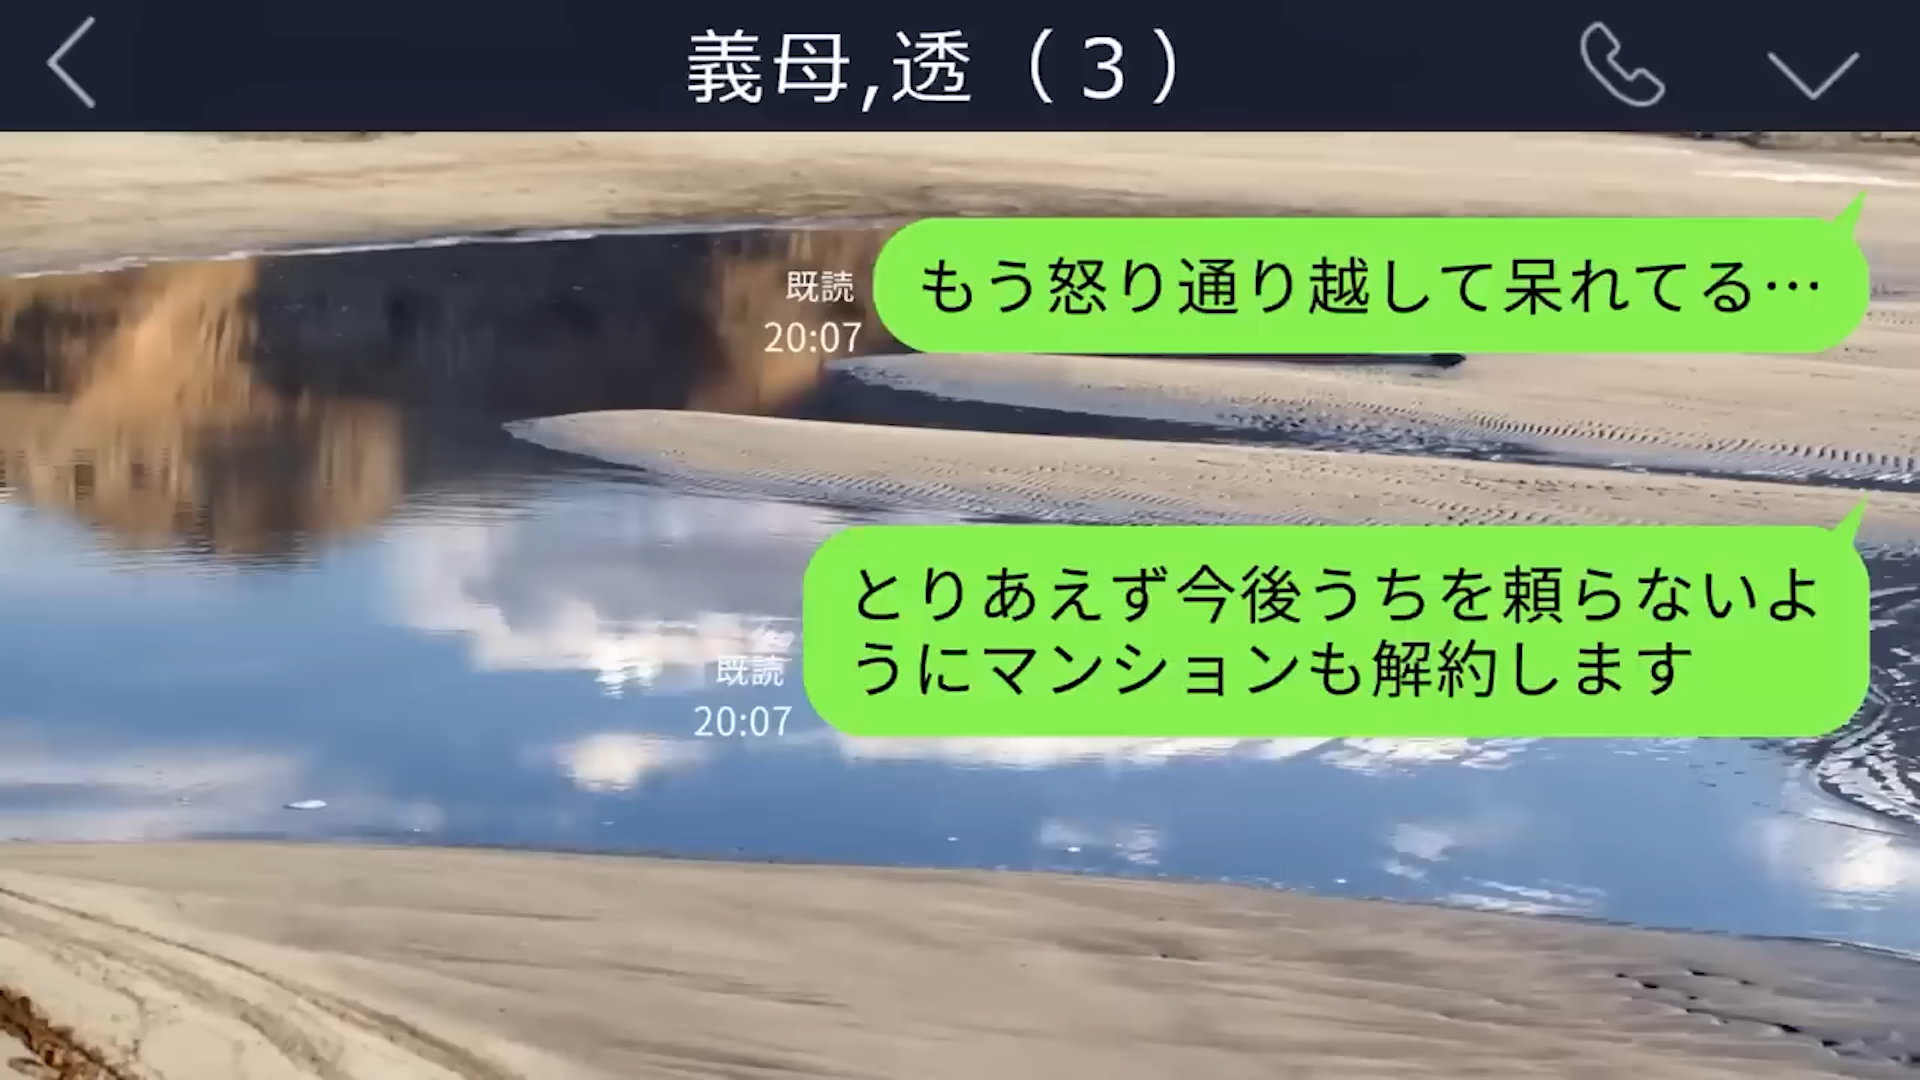 義母,透（3）
もう怒り通り越して呆れてる…
既読
20:07
とりあえず今後うちを頼らないよ
うにマンションも解約します
既読
20:07